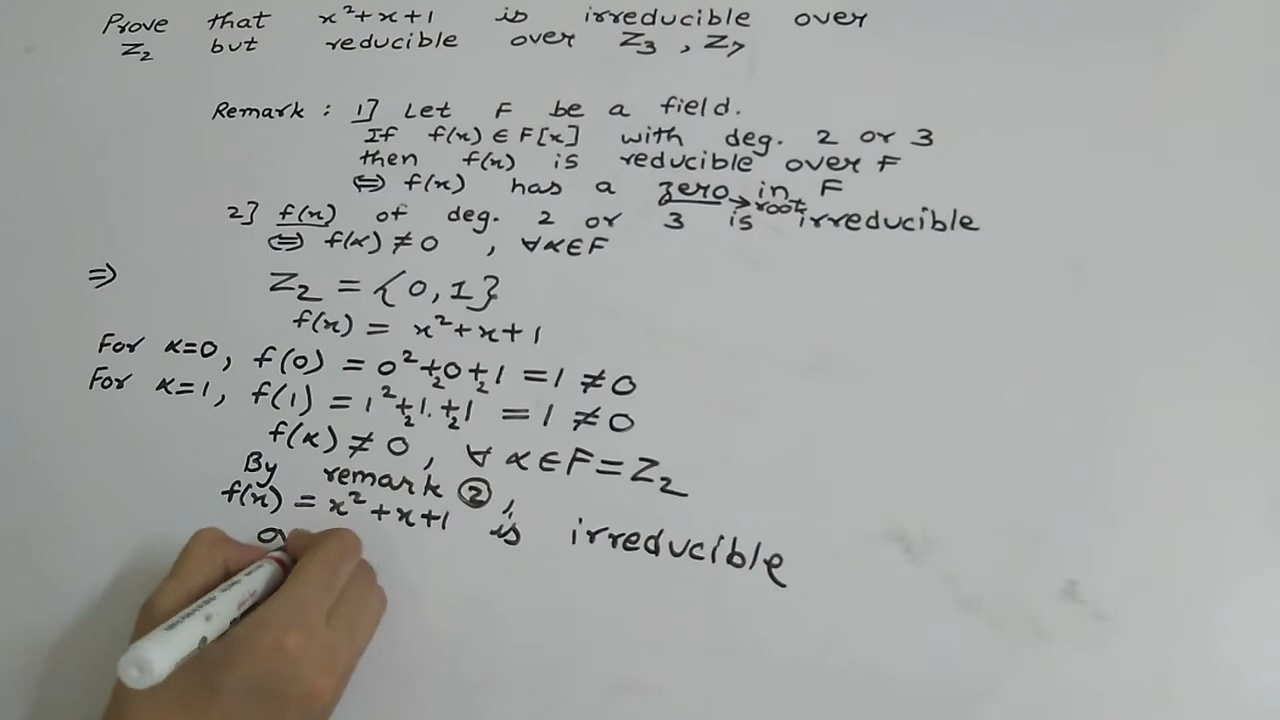 Prove that x²+x+1 is irreducible over
Z₂ but reducible over Z₃, Z₇
Remark : 1] Let F be a field.
If f(x) ∈ F[x] with deg. 2 or 3
then f(x) is reducible over F
⇔ f(x) has a zero → root in F
2] f(x) of deg. 2 or 3 is irreducible
⇔ f(α) ≠ 0 , ∀α∈F
⇒ Z₂ = {0,1}
f(x) = x²+x+1
For α=0, f(0) = 0²+₂0+₂1 = 1 ≠ 0
For α=1, f(1) = 1²+₂1.+₂1 = 1 ≠ 0
f(α) ≠ 0 , ∀ α∈F = Z₂
By remark ②,
f(x) = x²+x+1 is irreducible